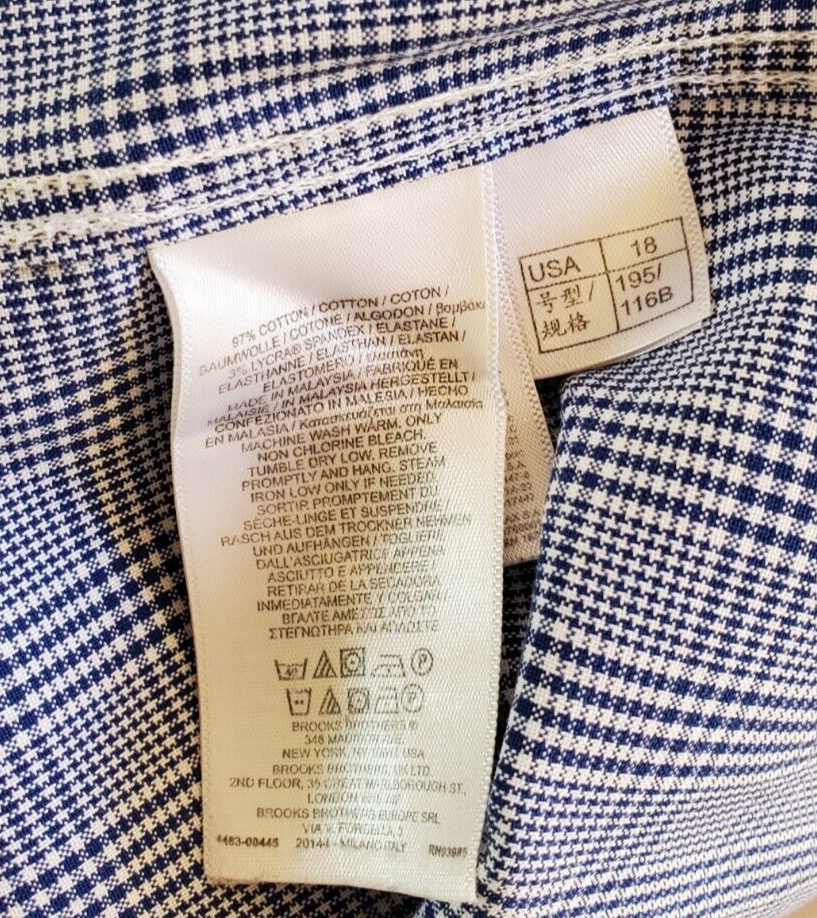 97% COTTON / COTTON / COTON /
BAUMWOLLE / COTONE / ALGODON / βαμβάκι
3% LYCRA® SPANDEX / ELASTANE /
ELASTHANNE / ELASTHAN / ELASTAN /
ELASTOMERO / ελαστάνη
MADE IN MALAYSIA / FABRIQUÉ EN
MALAISIE / IN MALAYSIA HERGESTELLT /
CONFEZIONATO IN MALESIA / HECHO
EN MALASIA / Κατασκευάζεται στη Μαλαισία
MACHINE WASH WARM. ONLY
NON CHLORINE BLEACH.
TUMBLE DRY LOW. REMOVE
PROMPTLY AND HANG. STEAM
IRON LOW ONLY IF NEEDED.
SORTIR PROMPTEMENT DU
SÈCHE-LINGE ET SUSPENDRE /
RASCH AUS DEM TROCKNER NEHMEN
UND AUFHÄNGEN / TOGLIERE
DALL'ASCIUGATRICE APPENA
ASCIUTTO E APPENDERE /
RETIRAR DE LA SECADORA
INMEDIATAMENTE Y COLGAR /
ΒΓΑΛΤΕ ΑΜΕΣΩΣ ΑΠΟ ΤΟ
ΣΤΕΓΝΩΤΗΡΑ ΚΑΙ ΑΠΛΩΣΤΕ
BROOKS BROTHERS ®
346 MADISON AVE.
NEW YORK, NY USA
BROOKS BROTHERS, UK LTD.
2ND FLOOR, 35 GREAT MARLBOROUGH ST,
LONDON
BROOKS BROTHERS EUROPE SRL
VIA V. FORCELLA, 3
4483-00445 20144 - MILANO ITALY
USA 18
号型/ 195/
规格 116B